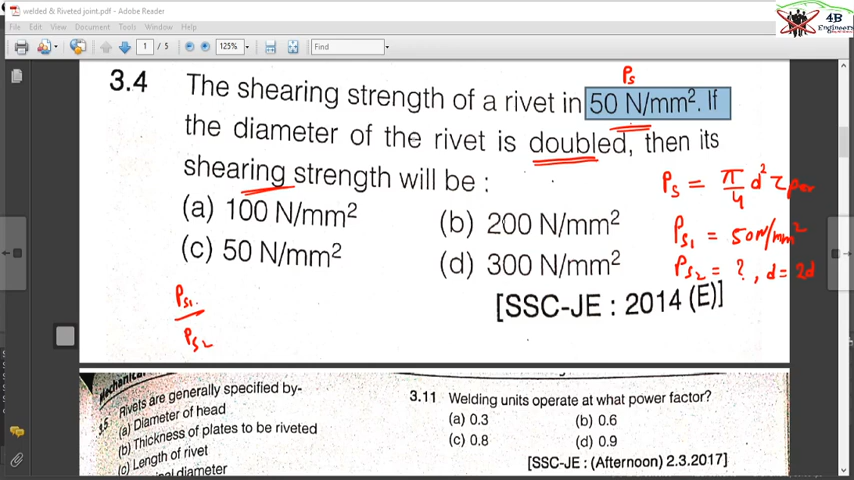 welded & Riveted joint.pdf - Adobe Reader
File Edit View Document Tools Window Help
1 / 5 125% Find
4B
Engineers
3.4 The shearing strength of a rivet in 50 N/mm². If
the diameter of the rivet is doubled, then its
shearing strength will be :
(a) 100 N/mm² (b) 200 N/mm²
(c) 50 N/mm² (d) 300 N/mm²
[SSC-JE : 2014 (E)]
Ps
Ps = π/4 d² τper
Ps1 = 50N/mm²
Ps2 = ?, d = 2d
Ps1
Ps2
Rivets are generally specified by-
(a) Diameter of head
(b) Thickness of plates to be riveted
(c) Length of rivet
diameter
3.11 Welding units operate at what power factor?
(a) 0.3 (b) 0.6
(c) 0.8 (d) 0.9
[SSC-JE : (Afternoon) 2.3.2017]